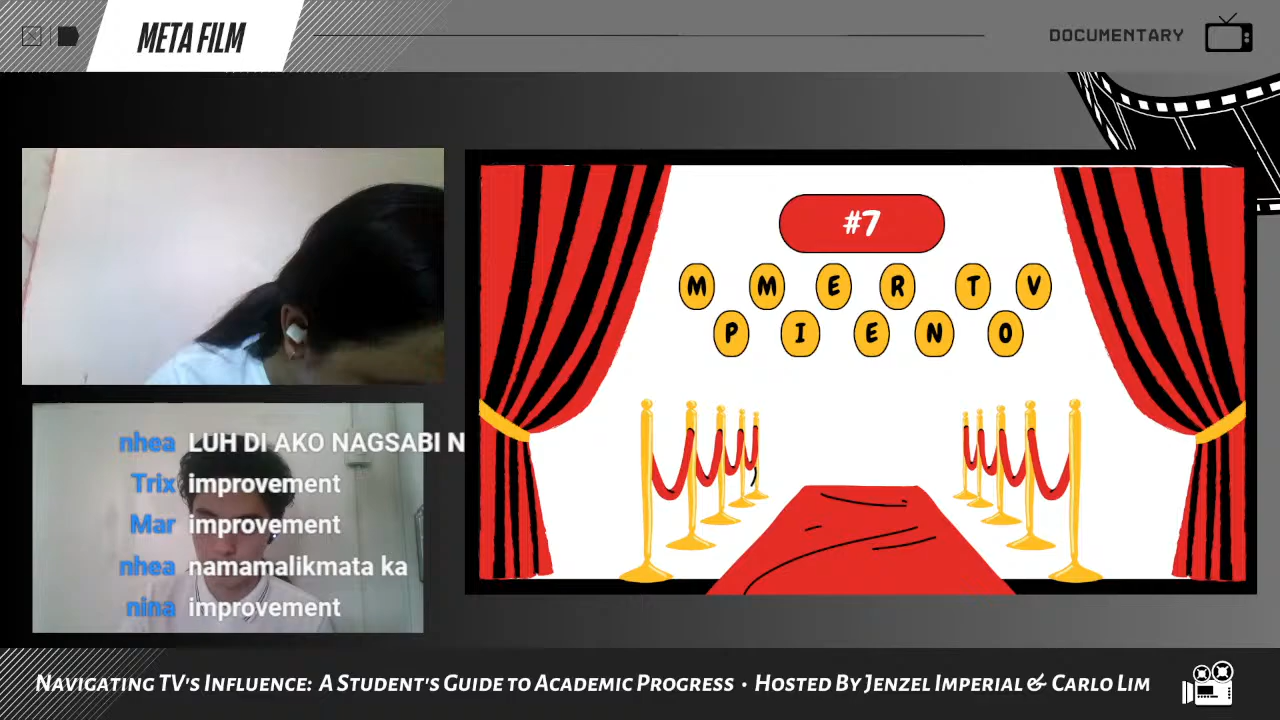 META FILM
DOCUMENTARY
#7
M M E R T V
P I E N O
nhea LUH DI AKO NAGSABI N
Trix improvement
Mar improvement
nhea namamalikmata ka
nina improvement
NAVIGATING TV'S INFLUENCE: A STUDENT'S GUIDE TO ACADEMIC PROGRESS • HOSTED BY JENZEL IMPERIAL & CARLO LIM